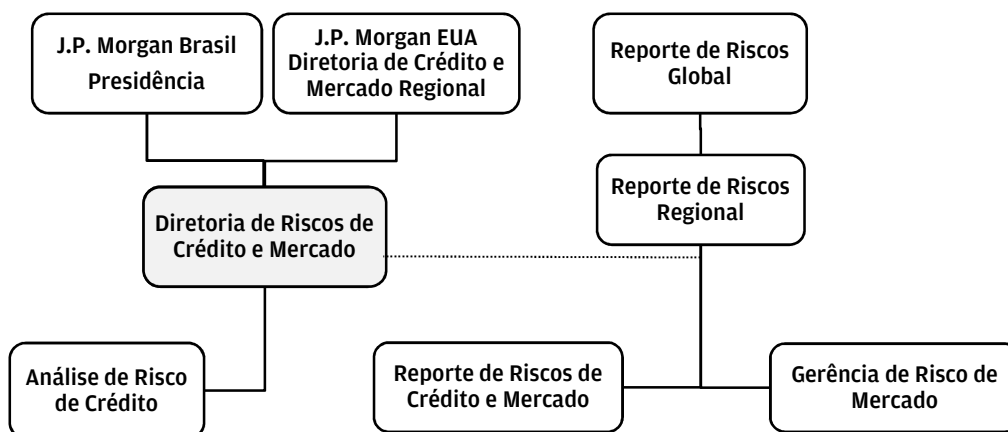 J.P. Morgan Brasil
Presidência
J.P. Morgan EUA
Diretoria de Crédito e
Mercado Regional
Reporte de Riscos
Global
Reporte de Riscos
Regional
Diretoria de Riscos de
Crédito e Mercado
Análise de Risco
de Crédito
Reporte de Riscos de
Crédito e Mercado
Gerência de Risco de
Mercado